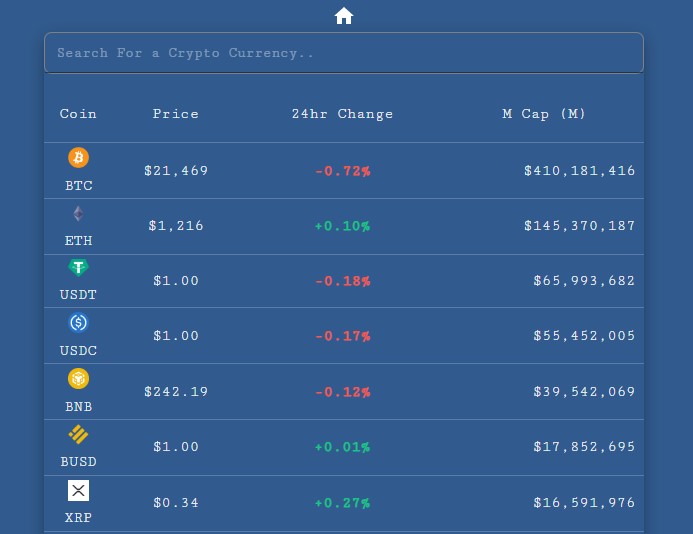 Search For a Crypto Currency..
Coin Price 24hr Change M Cap (M)
BTC $21,469 -0.72% $410,181,416
ETH $1,216 +0.10% $145,370,187
USDT $1.00 -0.18% $65,993,682
USDC $1.00 -0.17% $55,452,005
BNB $242.19 -0.12% $39,542,069
BUSD $1.00 +0.01% $17,852,695
XRP $0.34 +0.27% $16,591,976